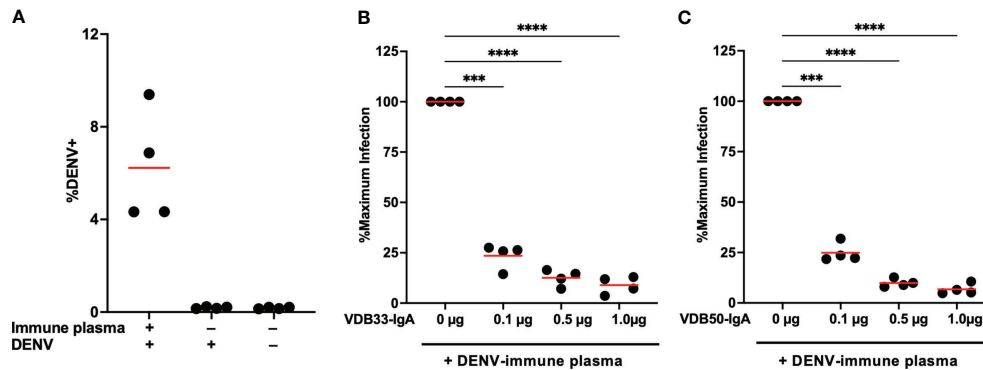 A
%DENV+
12
8
4
0
Immune plasma + – –
DENV + + –
B
%Maximum Infection
125
100
75
50
25
0
****
****
***
VDB33-IgA 0 µg 0.1 µg 0.5 µg 1.0µg
+ DENV-immune plasma
C
%Maximum Infection
125
100
75
50
25
0
****
****
***
VDB50-IgA 0 µg 0.1 µg 0.5 µg 1.0µg
+ DENV-immune plasma